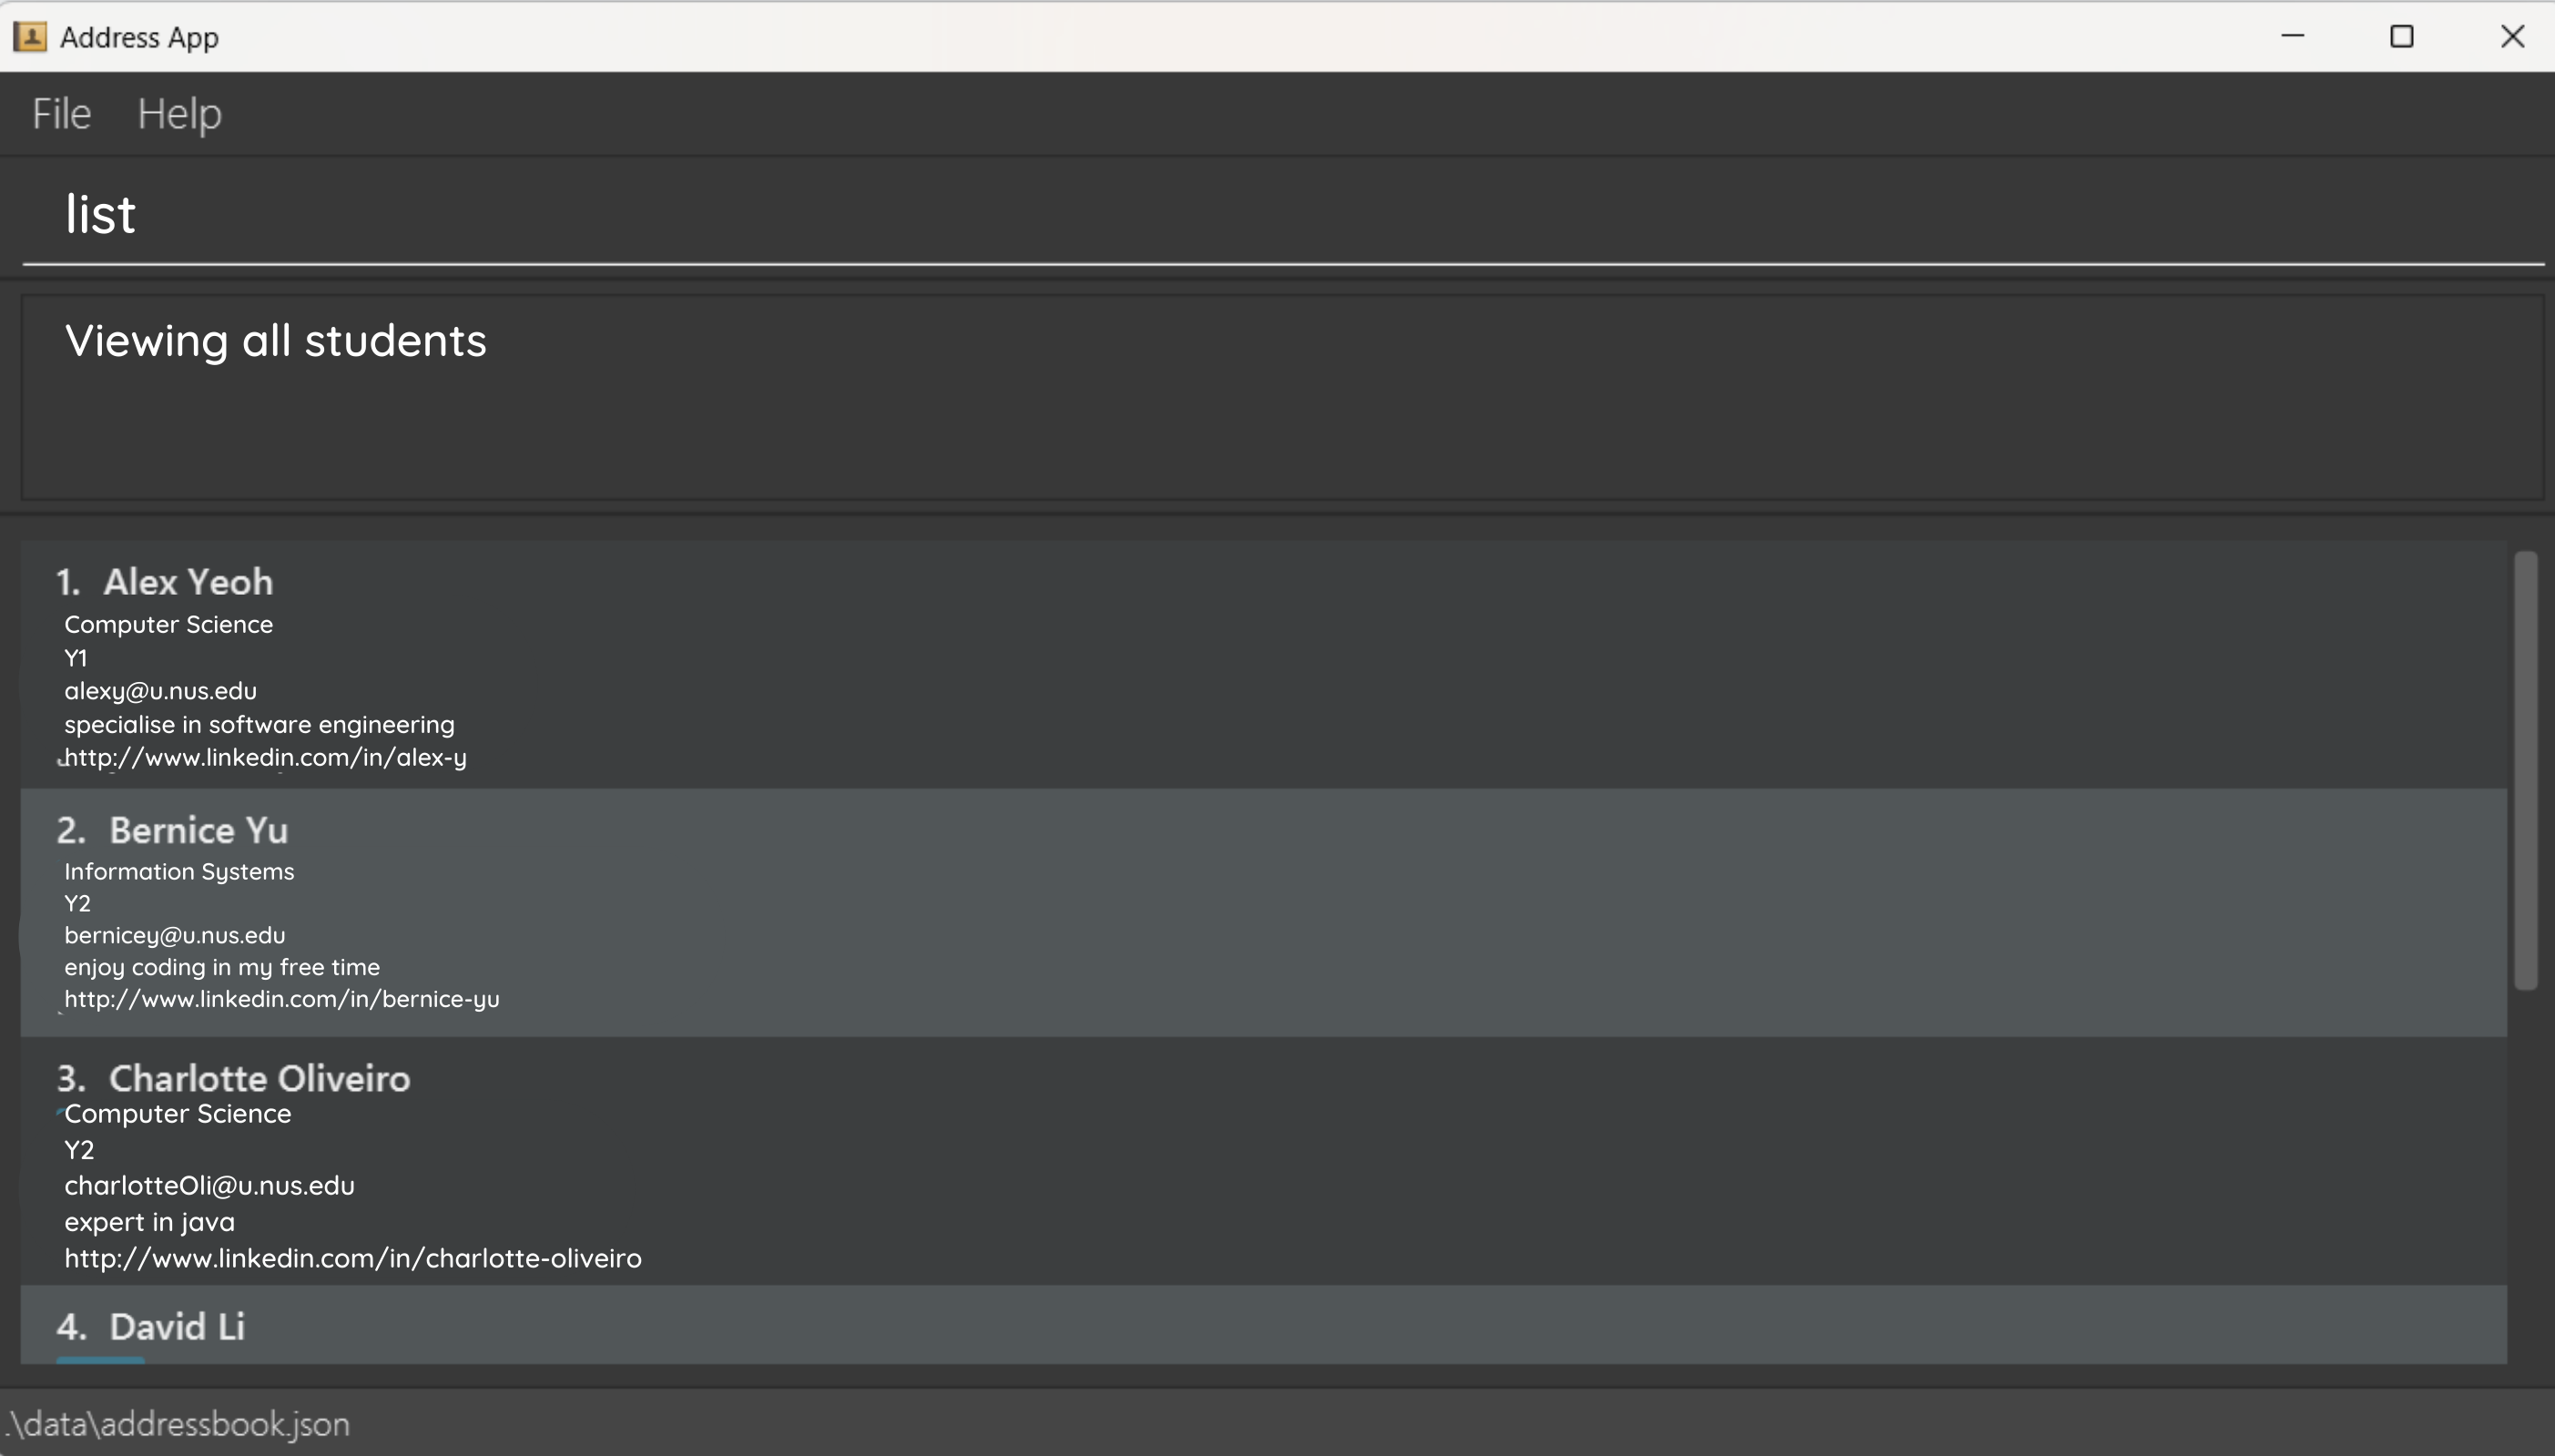 Address App
File Help
list
Viewing all students
1. Alex Yeoh
Computer Science
Y1
alexy@u.nus.edu
specialise in software engineering
http://www.linkedin.com/in/alex-y
2. Bernice Yu
Information Systems
Y2
bernicey@u.nus.edu
enjoy coding in my free time
http://www.linkedin.com/in/bernice-yu
3. Charlotte Oliveiro
Computer Science
Y2
charlotteOli@u.nus.edu
expert in java
http://www.linkedin.com/in/charlotte-oliveiro
4. David Li
.\data\addressbook.json